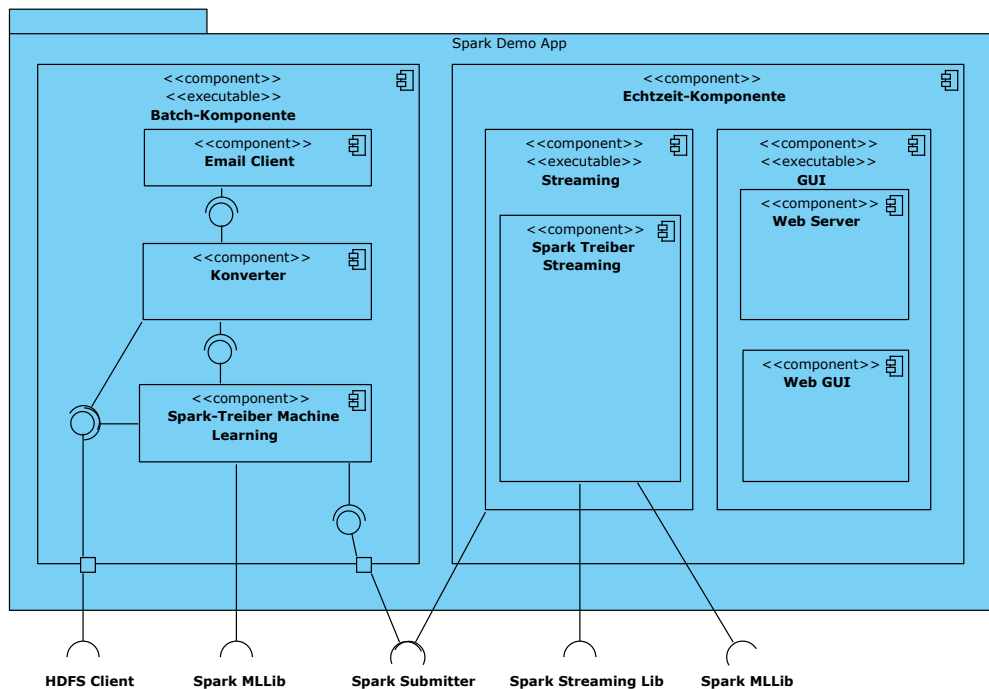 Spark Demo App
<<component>>
<<executable>>
Batch-Komponente
<<component>>
Email Client
<<component>>
Konverter
<<component>>
Spark-Treiber Machine
Learning
<<component>>
Echtzeit-Komponente
<<component>>
<<executable>>
Streaming
<<component>>
Spark Treiber
Streaming
<<component>>
<<executable>>
GUI
<<component>>
Web Server
<<component>>
Web GUI
HDFS Client
Spark MLLib
Spark Submitter
Spark Streaming Lib
Spark MLLib